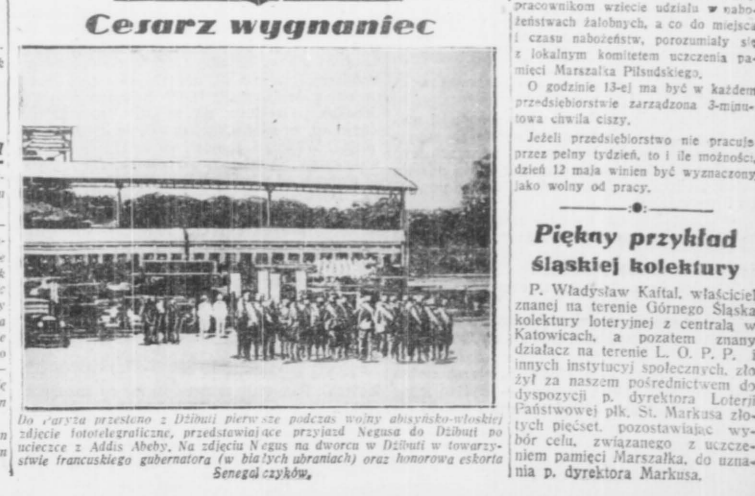 Cesarz wygnaniec
Do Paryża przesłano z Dżibuti pierwsze podczas wojny abisyńsko-włoskiej
zdjęcie fototelegraficzne, przedstawiające przyjazd Negusa do Dżibuti po
ucieczce z Addis Abeby. Na zdjęciu Negus na dworcu w Dżibuti w towarzy-
stwie francuskiego gubernatora (w białych ubraniach) oraz honorowa eskorta
Senegalczyków.
pracownikom wzięcie udziału w nabo-
żeństwach żałobnych, a co do miejsca
i czasu nabożeństw, porozumiały się
z lokalnym komitetem uczczenia pa-
mięci Marszałka Piłsudskiego.
O godzinie 13-ej ma być w każdem
przedsiębiorstwie zarządzona 3-minu-
towa chwila ciszy.
Jeżeli przedsiębiorstwo nie pracuje
przez pełny tydzień, to i ile możności,
dzień 12 maja winien być wyznaczony
jako wolny od pracy.
Piękny przykład
śląskiej kolektury
P. Władysław Kaftal, właściciel
znanej na terenie Górnego Śląska
kolektury loteryjnej z centralą w
Katowicach, a pozatem znany
działacz na terenie L. O. P. P. i
innych instytucyj społecznych, zło
żył za naszem pośrednictwem do
dyspozycji p. dyrektora Loterji
Państwowej płk. St. Markusa zło-
tych pięćset, pozostawiając wy-
bór celu, związanego z uczcze-
niem pamięci Marszałka, do uzna-
nia p. dyrektora Markusa.